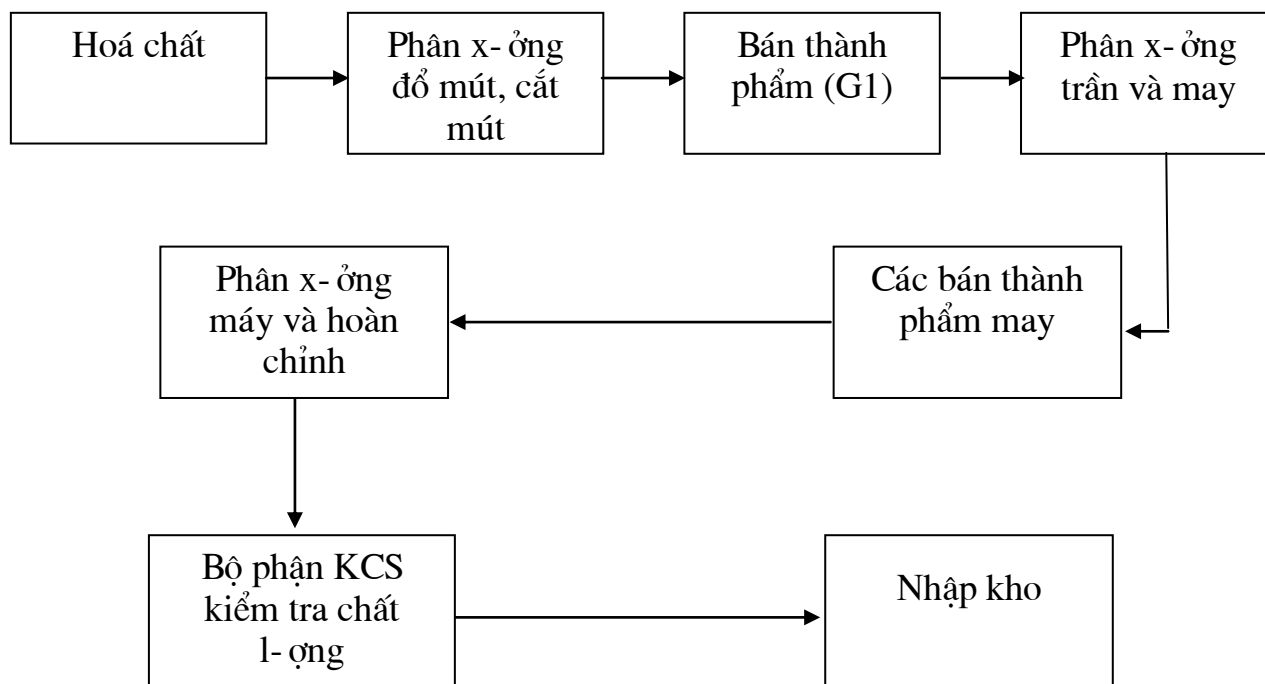 Hoá chất
Phân x- ởng
đổ mút, cắt
mút
Bán thành
phẩm (G1)
Phân x- ởng
trần và may
Các bán thành
phẩm may
Phân x- ởng
máy và hoàn
chỉnh
Bộ phận KCS
kiểm tra chất
l- ợng
Nhập kho